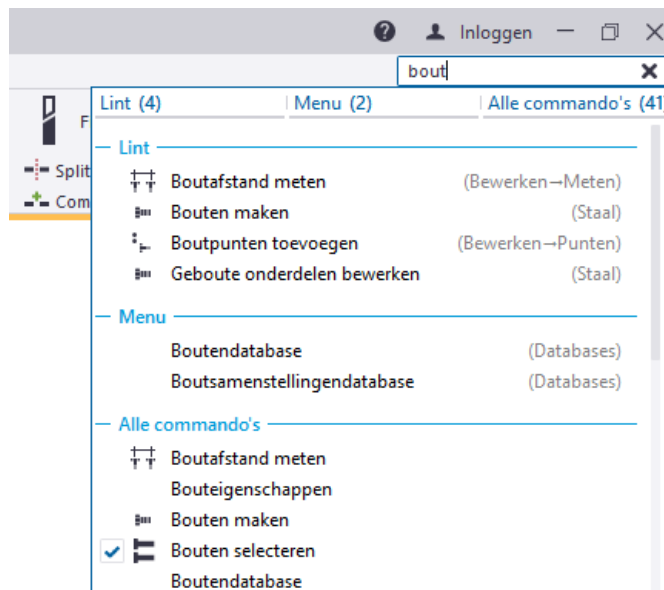 Inloggen
bout
Lint (4) Menu (2) Alle commando's (41
F
Split
Com
Lint
Boutafstand meten (Bewerken→Meten)
Bouten maken (Staal)
Boutpunten toevoegen (Bewerken→Punten)
Geboute onderdelen bewerken (Staal)
Menu
Boutendatabase (Databases)
Boutsamenstellingendatabase (Databases)
Alle commando's
Boutafstand meten
Bouteigenschappen
Bouten maken
Bouten selecteren
Boutendatabase